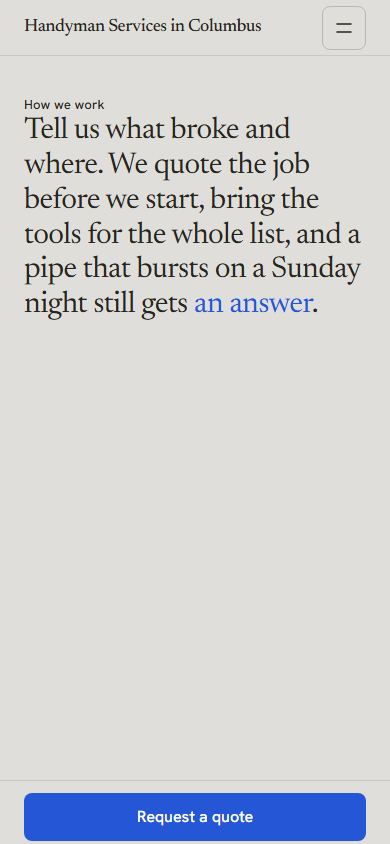 Handyman Services in Columbus
How we work
Tell us what broke and
where. We quote the job
before we start, bring the
tools for the whole list, and a
pipe that bursts on a Sunday
night still gets an answer.
Request a quote